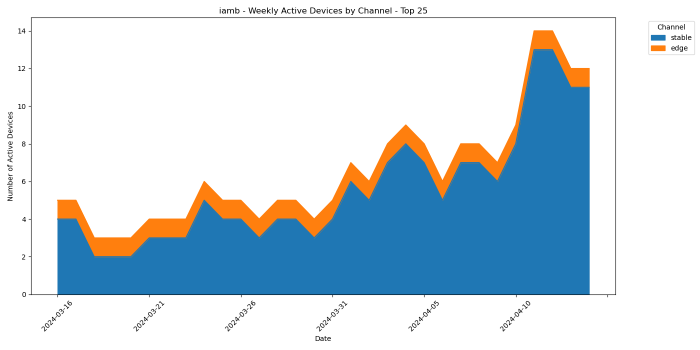 iamb - Weekly Active Devices by Channel - Top 25
Channel
stable
edge
Number of Active Devices
14
12
10
8
6
4
2
0
2024-03-16
2024-03-21
2024-03-26
2024-03-31
2024-04-05
2024-04-10
Date